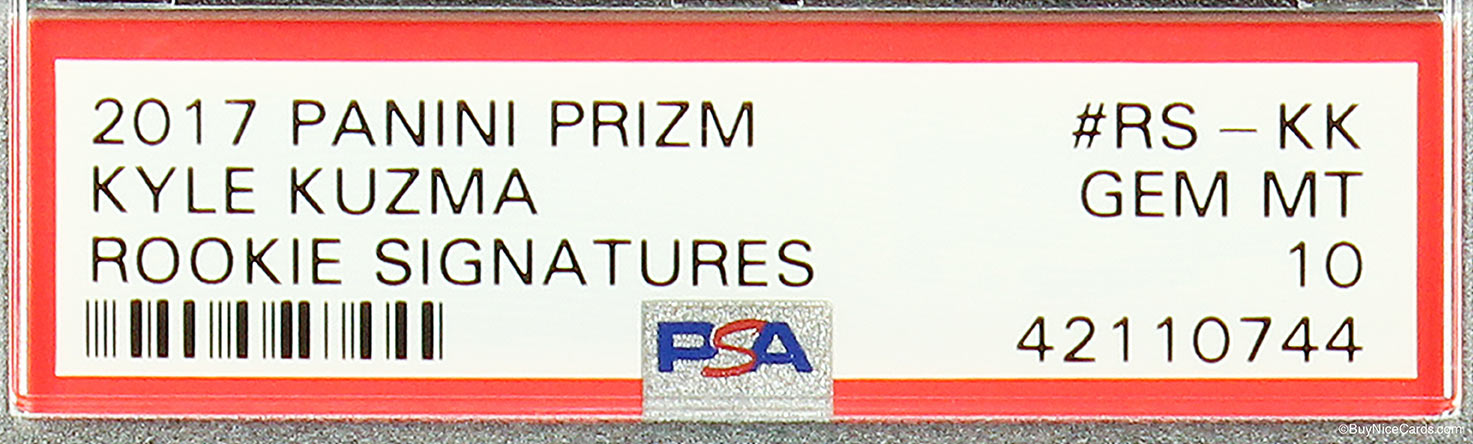 2017 PANINI PRIZM #RS – KK
KYLE KUZMA GEM MT
ROOKIE SIGNATURES 10
42110744
PSA
©BuyNiceCards.com